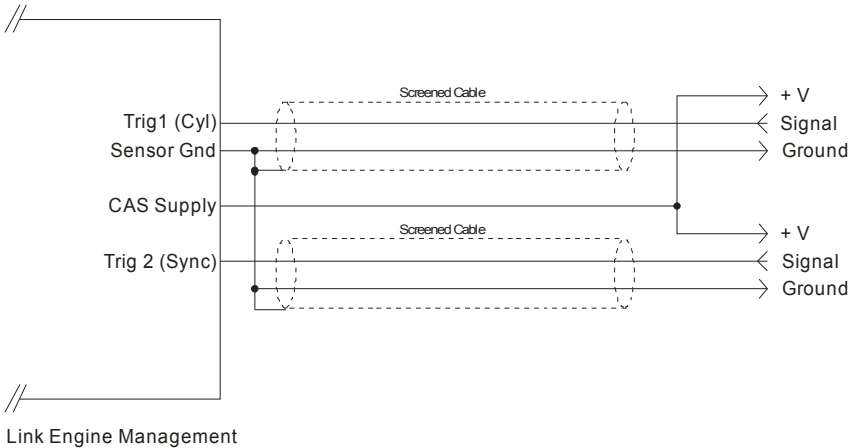 Screened Cable
+ V
Trig1 (Cyl)
Signal
Sensor Gnd
Ground
CAS Supply
Screened Cable
+ V
Trig 2 (Sync)
Signal
Ground
Link Engine Management